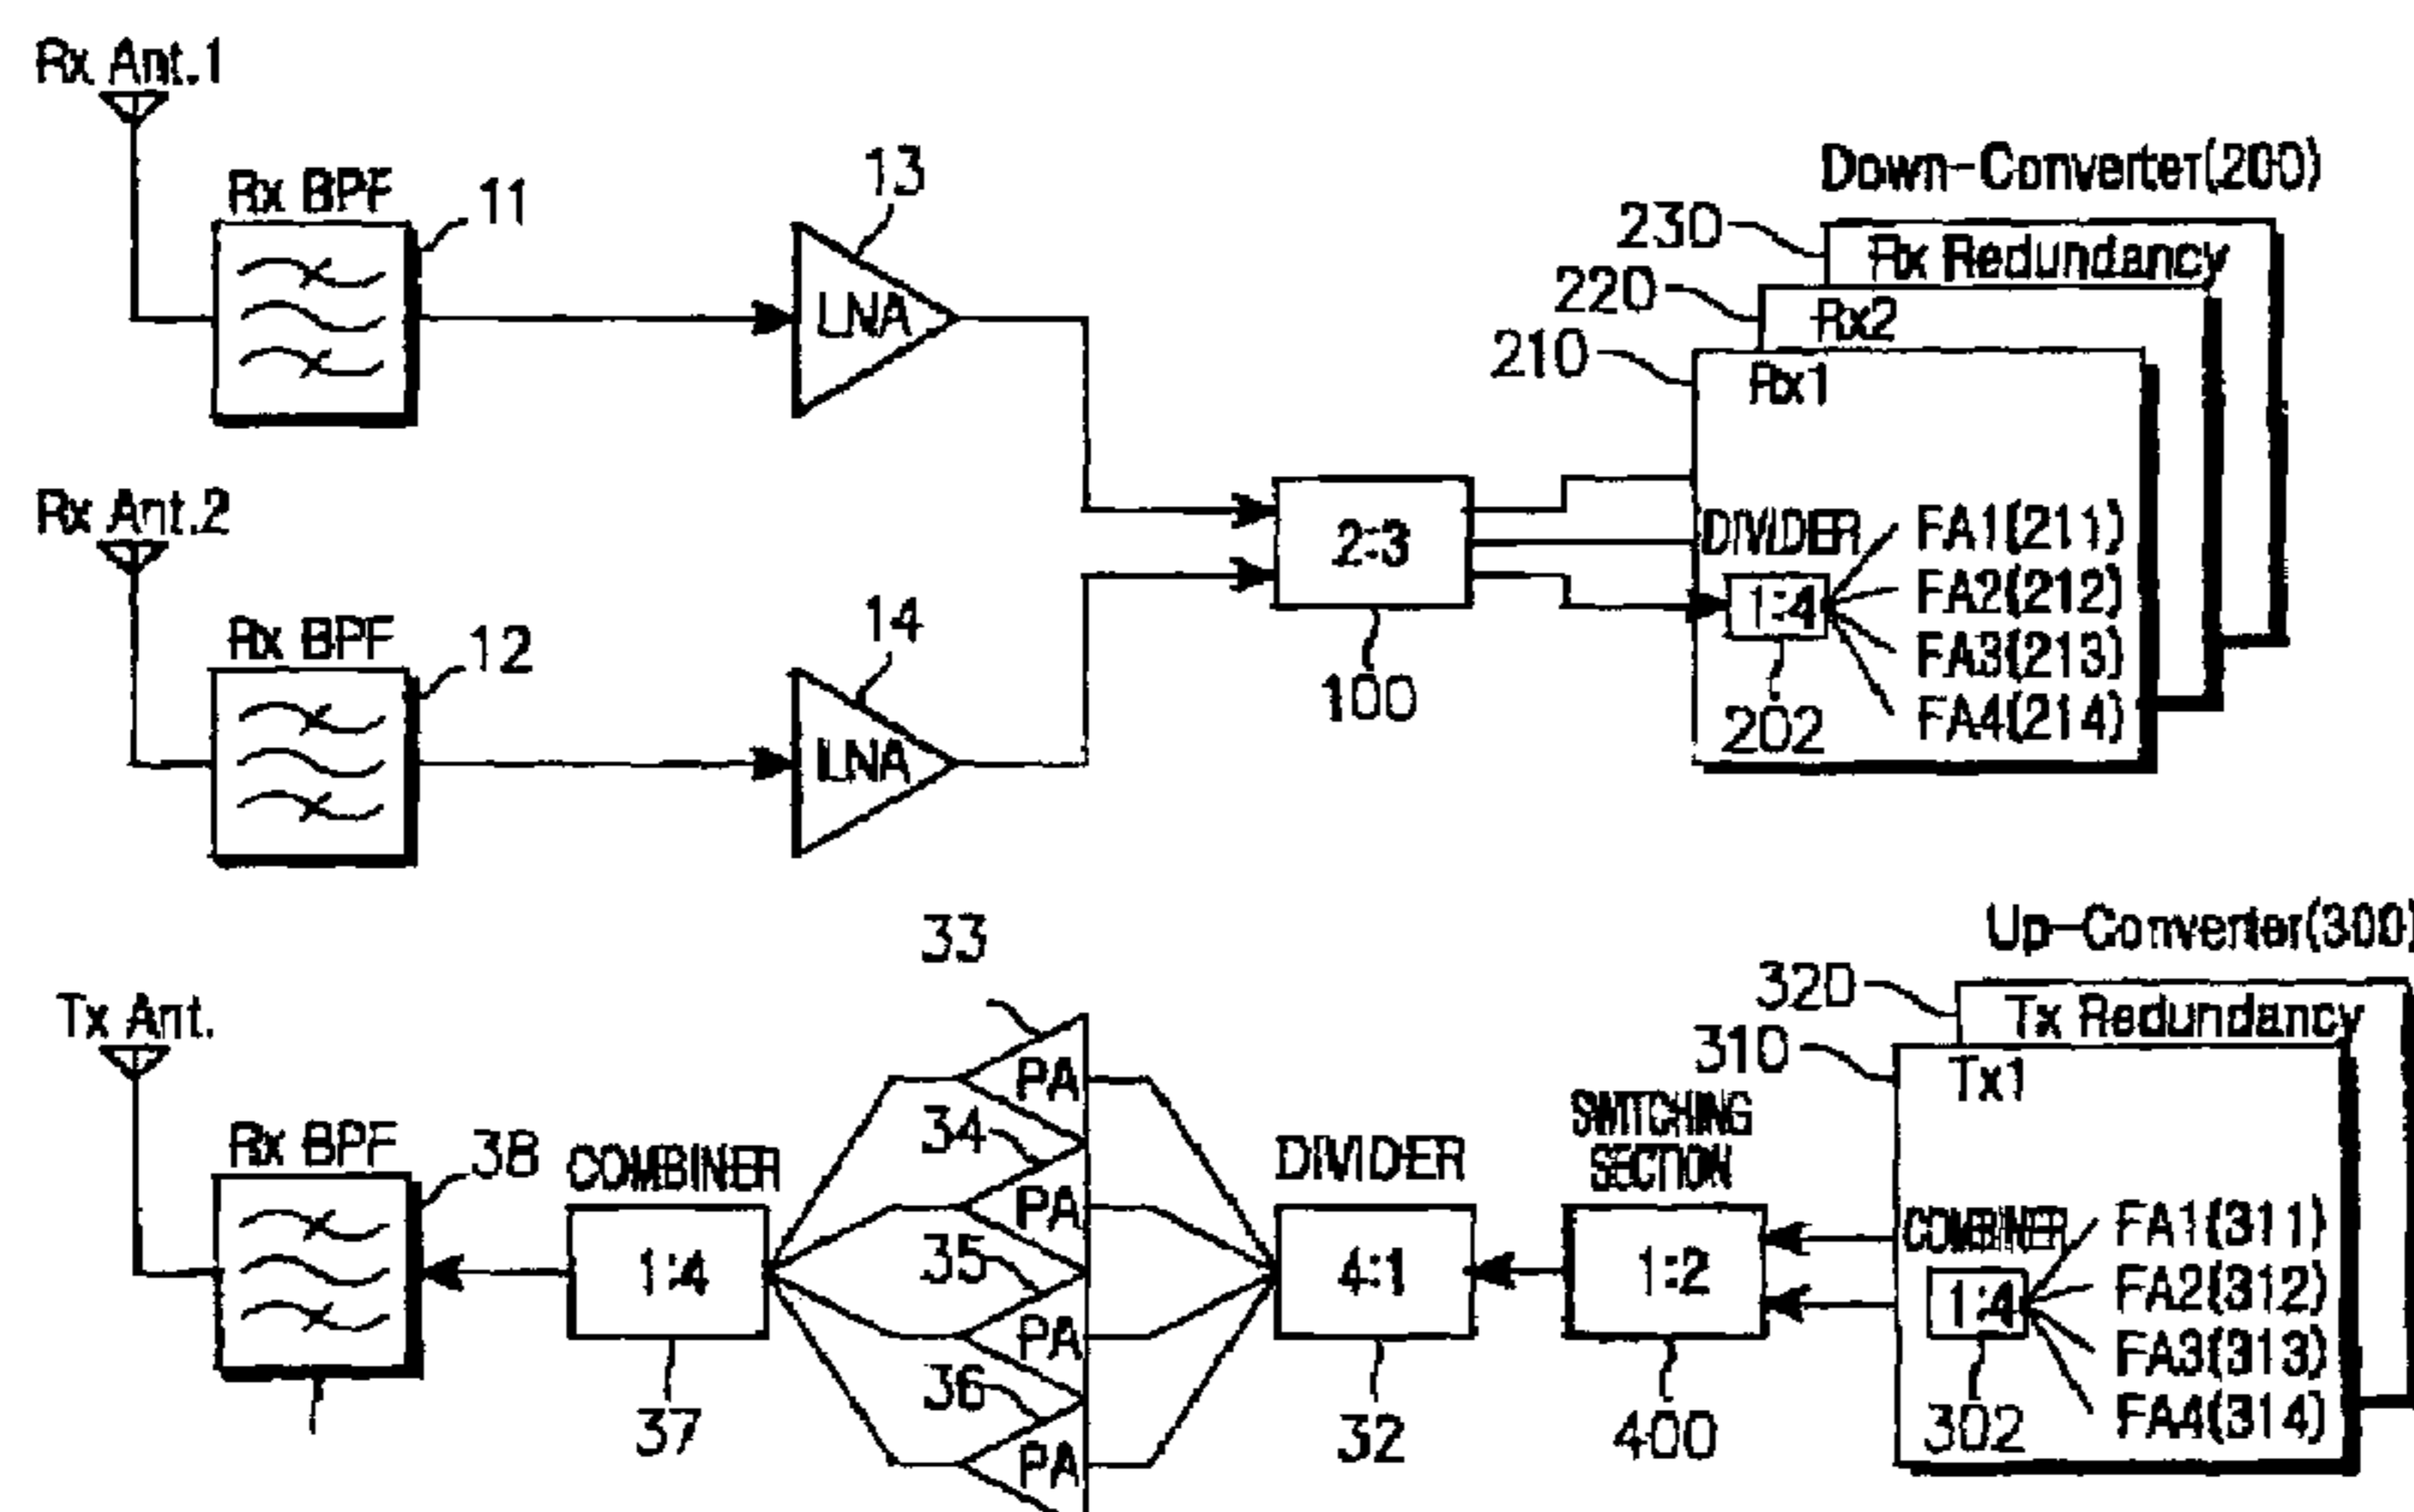 Rx Ant.1
Rx BPF
11
13
LNA
Down-Converter(200)
230
Rx Redundancy
220
Rx2
210
Rx1
Rx Ant.2
Rx BPF
12
14
LNA
2:3
100
DIVIDER
1:4
202
FA1(211)
FA2(212)
FA3(213)
FA4(214)
Up-Converter(300)
320
Tx Redundancy
310
Tx1
Tx Ant.
Rx BPF
38
COMBINER
1:4
37
33
PA
34
PA
35
PA
36
PA
DIVIDER
4:1
32
SWITCHING
SECTION
1:2
400
COMBINER
1:4
302
FA1(311)
FA2(312)
FA3(313)
FA4(314)